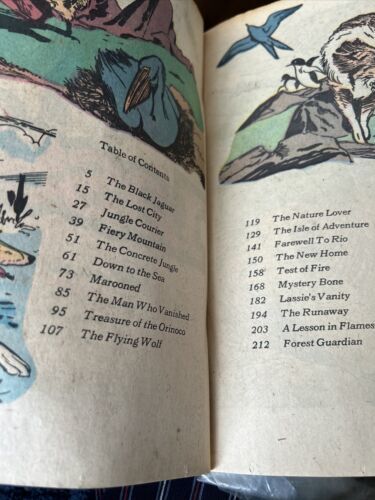 Table of Contents
5 The Black Jaguar
15 The Lost City
27 Jungle Courier
39 Fiery Mountain
51 The Concrete Jungle
61 Down to the Sea
73 Marooned
85 The Man Who Vanished
95 Treasure of the Orinoco
107 The Flying Wolf
119 The Nature Lover
129 The Isle of Adventure
141 Farewell To Rio
150 The New Home
158 Test of Fire
168 Mystery Bone
182 Lassie's Vanity
194 The Runaway
203 A Lesson in Flames
212 Forest Guardian